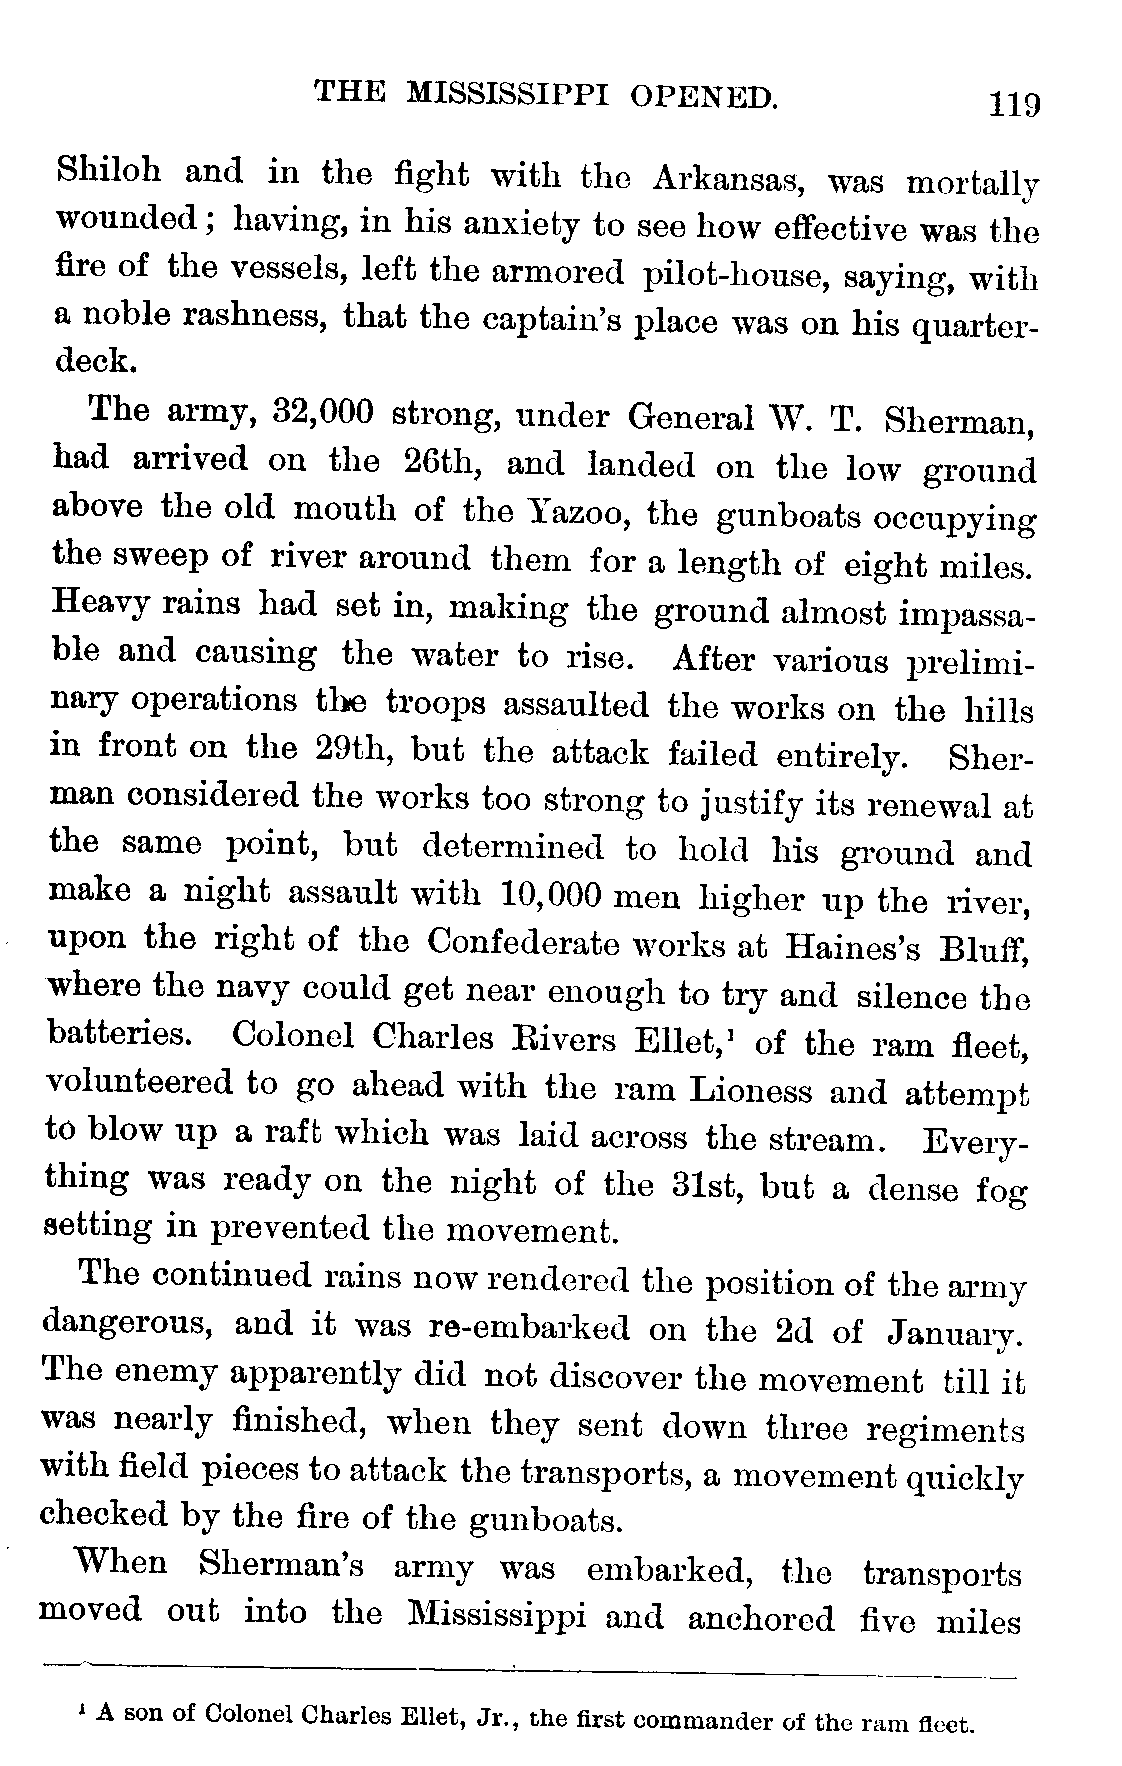 THE MISSISSIPPI OPENED. 119
Shiloh and in the fight with the Arkansas, was mortally
wounded; having, in his anxiety to see how effective was the
fire of the vessels, left the armored pilot-house, saying, with
a noble rashness, that the captain's place was on his quarter-
deck.
The army, 32,000 strong, under General W. T. Sherman,
had arrived on the 26th, and landed on the low ground
above the old mouth of the Yazoo, the gunboats occupying
the sweep of river around them for a length of eight miles.
Heavy rains had set in, making the ground almost impassa-
ble and causing the water to rise. After various prelimi-
nary operations the troops assaulted the works on the hills
in front on the 29th, but the attack failed entirely. Sher-
man considered the works too strong to justify its renewal at
the same point, but determined to hold his ground and
make a night assault with 10,000 men higher up the river,
upon the right of the Confederate works at Haines's Bluff,
where the navy could get near enough to try and silence the
batteries. Colonel Charles Rivers Ellet,¹ of the ram fleet,
volunteered to go ahead with the ram Lioness and attempt
to blow up a raft which was laid across the stream. Every-
thing was ready on the night of the 31st, but a dense fog
setting in prevented the movement.
The continued rains now rendered the position of the army
dangerous, and it was re-embarked on the 2d of January.
The enemy apparently did not discover the movement till it
was nearly finished, when they sent down three regiments
with field pieces to attack the transports, a movement quickly
checked by the fire of the gunboats.
When Sherman's army was embarked, the transports
moved out into the Mississippi and anchored five miles
¹ A son of Colonel Charles Ellet, Jr., the first commander of the ram fleet.